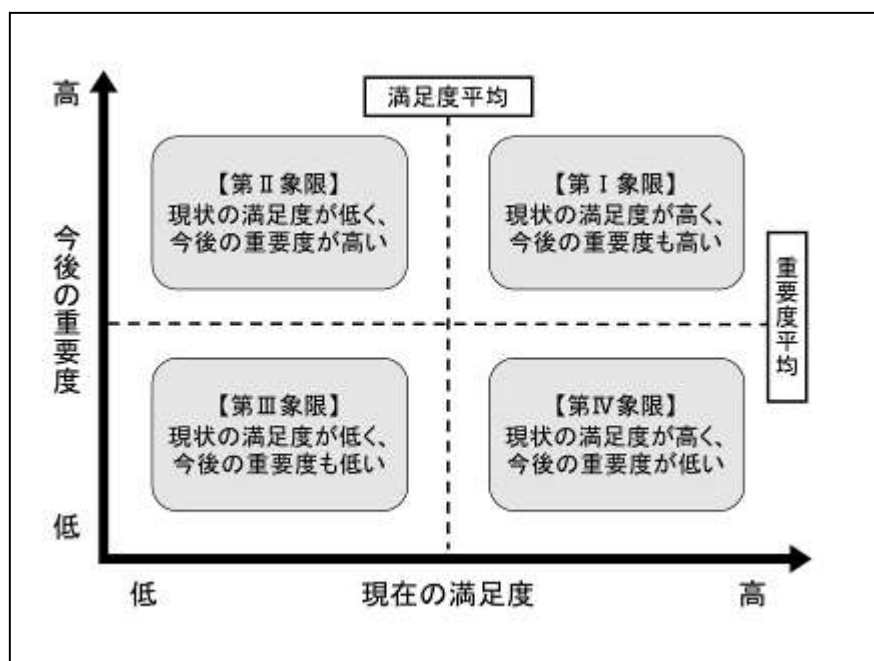 高
満足度平均
【第Ⅱ象限】
現状の満足度が低く、
今後の重要度が高い
【第Ⅰ象限】
現状の満足度が高く、
今後の重要度も高い
今後の重要度
重要度平均
【第Ⅲ象限】
現状の満足度が低く、
今後の重要度も低い
【第Ⅳ象限】
現状の満足度が高く、
今後の重要度が低い
低
低
現在の満足度
高